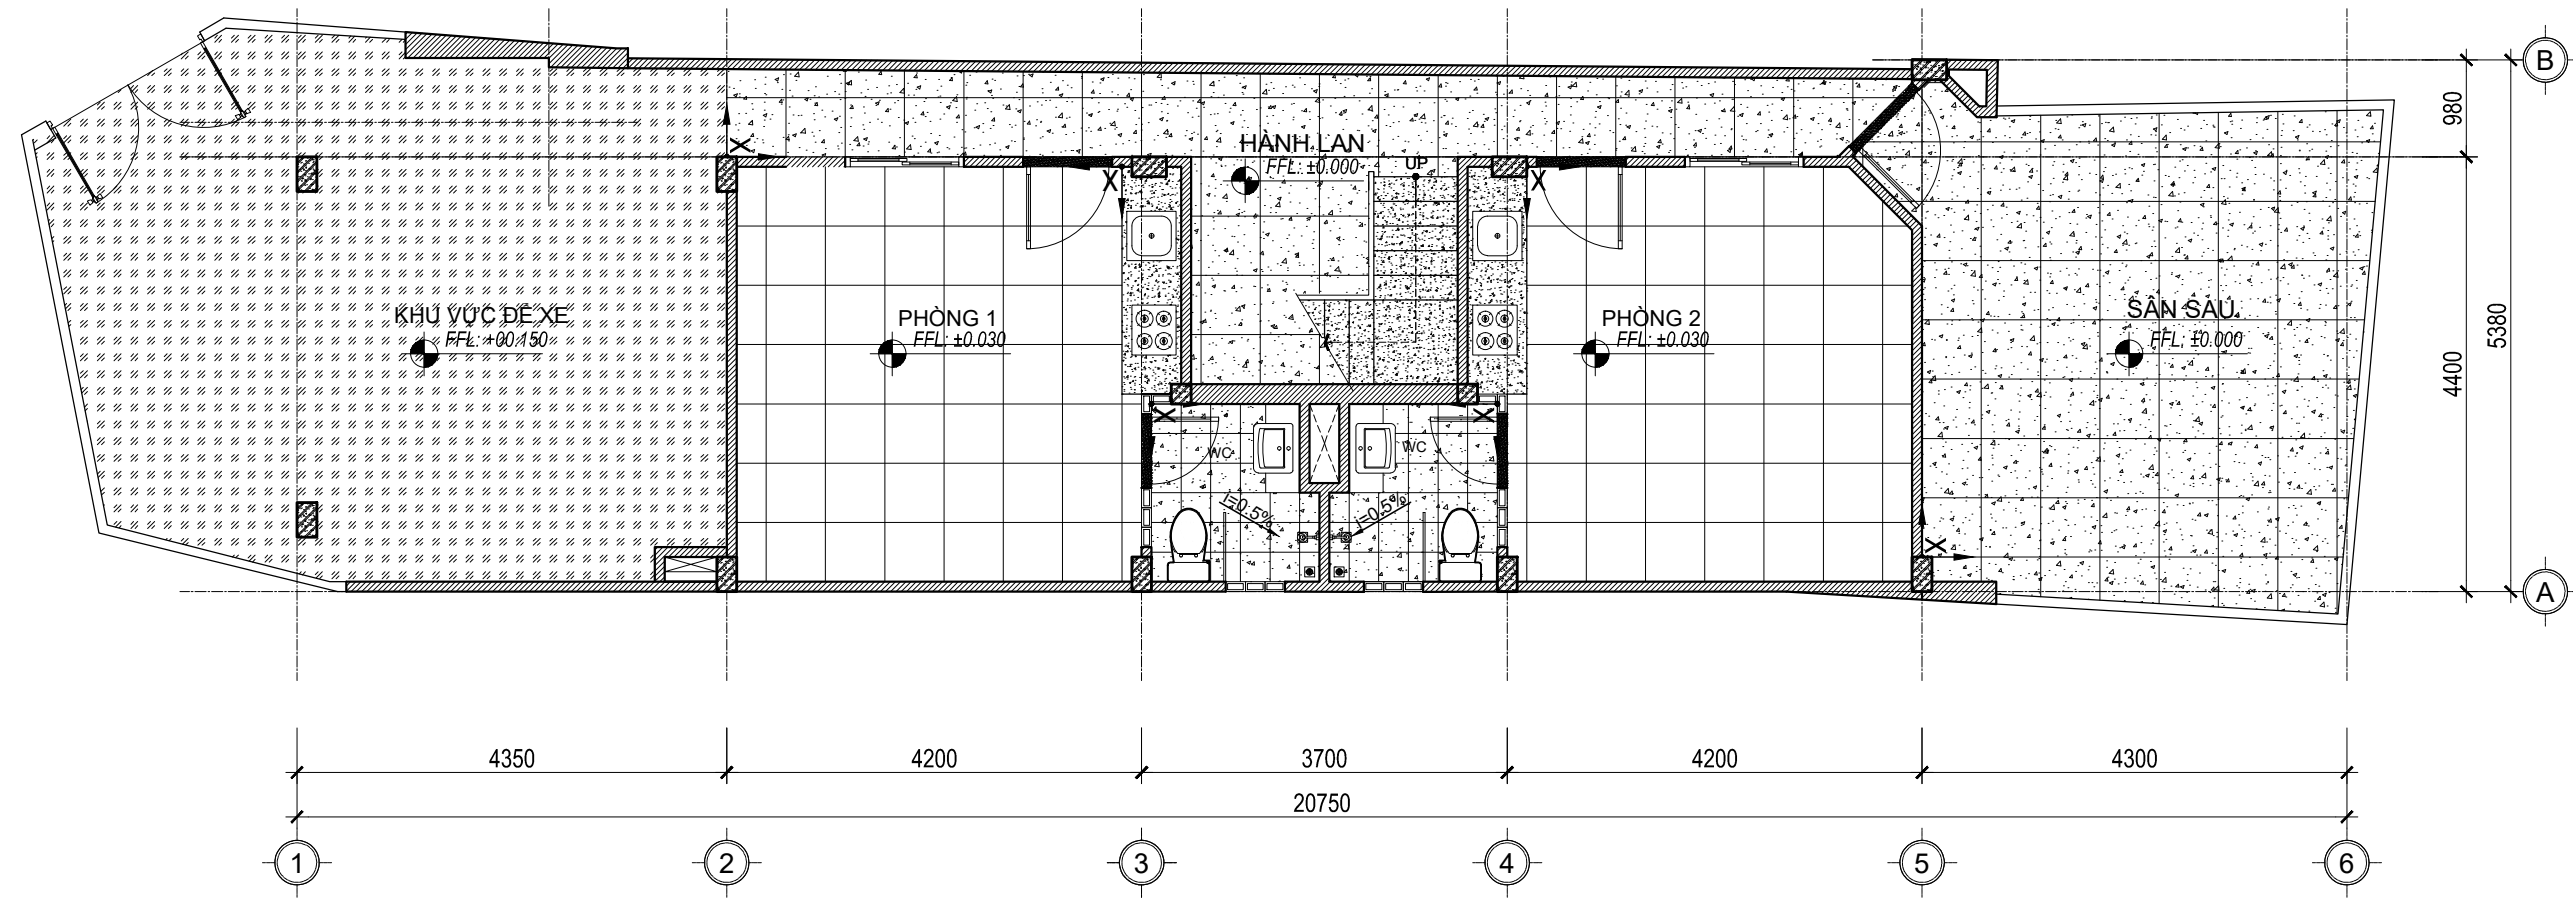 B
980
HÀNH LAN
FFL: ±0.000
UP
X
X
X
KHU VỰC ĐỂ XE
FFL: +00.150
PHÒNG 1
FFL: ±0.030
PHÒNG 2
FFL: ±0.030
SÂN SAU
FFL: ±0.000
5380
4400
X
X
WC
WC
i=0.5%
i=0.5%
X
A
4350
4200
3700
4200
4300
20750
1
2
3
4
5
6